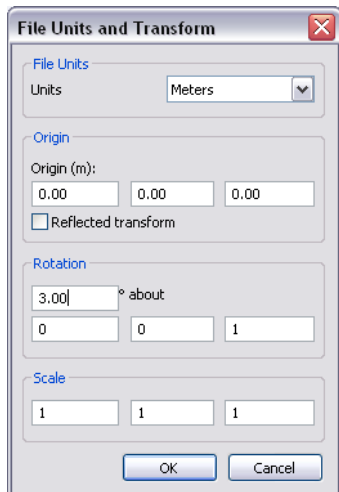 File Units and Transform
File Units
Units Meters
Origin
Origin (m):
0.00 0.00 0.00
Reflected transform
Rotation
3.00 ° about
0 0 1
Scale
1 1 1
OK Cancel